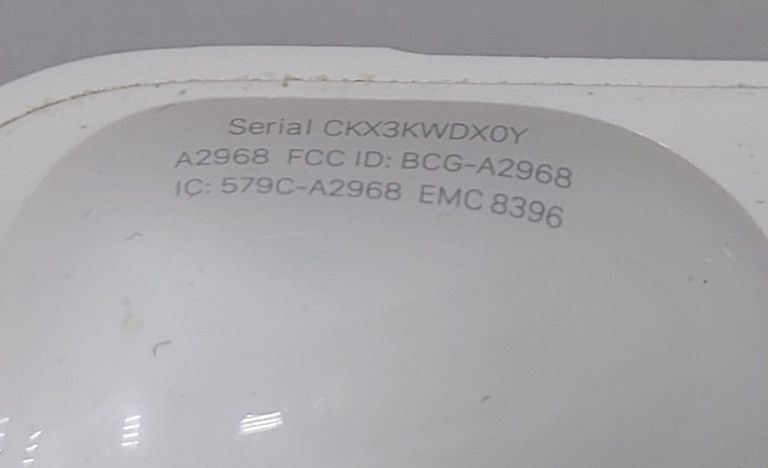 Serial CKX3KWDX0Y
A2968 FCC ID: BCG-A2968
IC: 579C-A2968 EMC 8396